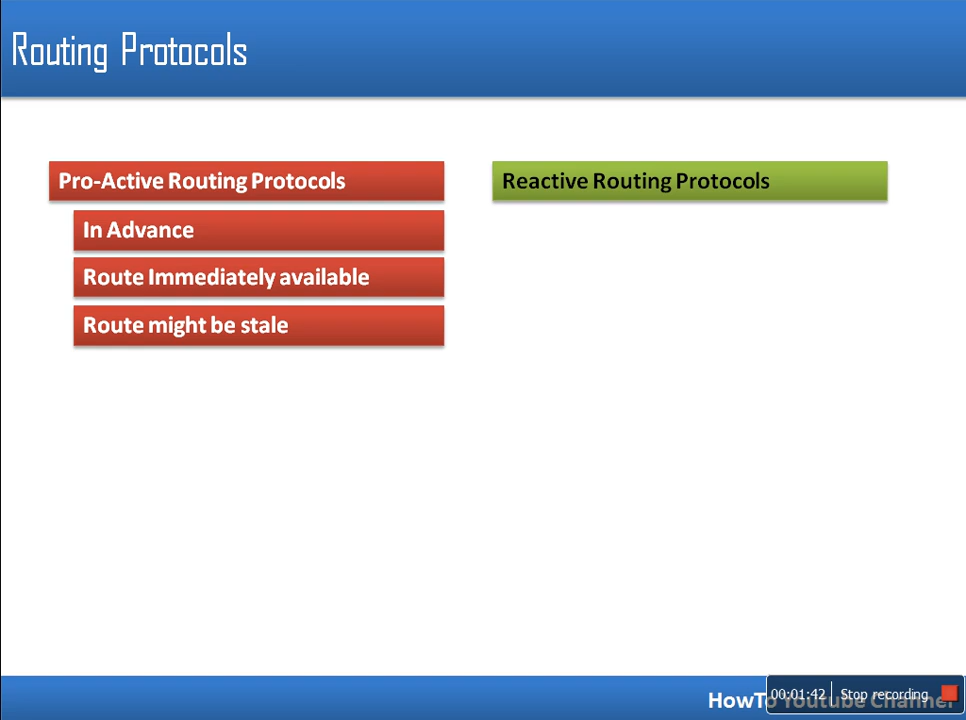 Routing Protocols
Pro-Active Routing Protocols
Reactive Routing Protocols
In Advance
Route Immediately available
Route might be stale
HowTo Youtube Channel
00:01:42 Stop recording